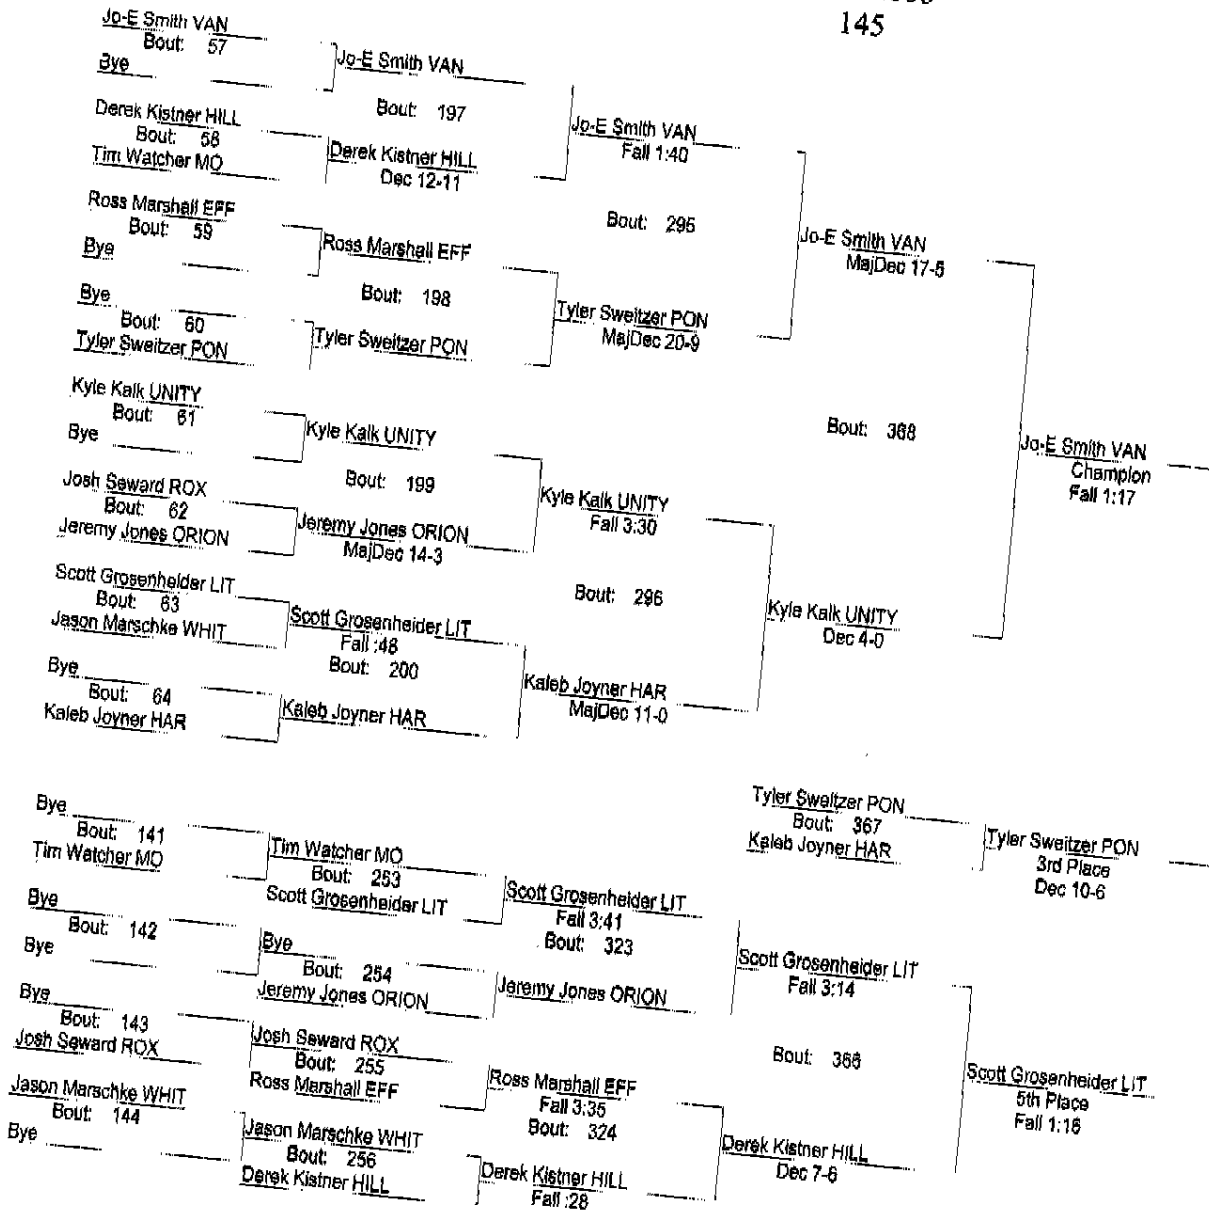 145
Jo-E Smith VAN
Bout: 57
Bye
Jo-E Smith VAN
Bout: 197
Derek Kistner HILL
Bout: 58
Tim Watcher MO
Derek Kistner HILL
Dec 12-11
Jo-E Smith VAN
Fall 1:40
Bout: 295
Ross Marshall EFF
Bout: 59
Bye
Ross Marshall EFF
Bout: 198
Bye
Bout: 60
Tyler Sweitzer PON
Tyler Sweitzer PON
Tyler Sweitzer PON
MajDec 20-9
Jo-E Smith VAN
MajDec 17-5
Bout: 368
Kyle Kalk UNITY
Bout: 61
Bye
Kyle Kalk UNITY
Bout: 199
Josh Seward ROX
Bout: 62
Jeremy Jones ORION
Jeremy Jones ORION
MajDec 14-3
Kyle Kalk UNITY
Fall 3:30
Bout: 296
Scott Grosenheider LIT
Bout: 63
Jason Marschke WHIT
Scott Grosenheider LIT
Fall :48
Bout: 200
Bye
Bout: 64
Kaleb Joyner HAR
Kaleb Joyner HAR
Kaleb Joyner HAR
MajDec 11-0
Kyle Kalk UNITY
Dec 4-0
Jo-E Smith VAN
Champion
Fall 1:17
Tyler Sweitzer PON
Bout: 367
Kaleb Joyner HAR
Tyler Sweitzer PON
3rd Place
Dec 10-6
Bye
Bout: 141
Tim Watcher MO
Tim Watcher MO
Bout: 253
Scott Grosenheider LIT
Scott Grosenheider LIT
Fall 3:41
Bout: 323
Bye
Bout: 142
Bye
Bye
Bout: 254
Jeremy Jones ORION
Jeremy Jones ORION
Scott Grosenheider LIT
Fall 3:14
Bout: 366
Bye
Bout: 143
Josh Seward ROX
Josh Seward ROX
Bout: 255
Ross Marshall EFF
Ross Marshall EFF
Fall 3:35
Bout: 324
Jason Marschke WHIT
Bout: 144
Bye
Jason Marschke WHIT
Bout: 256
Derek Kistner HILL
Derek Kistner HILL
Fall :28
Derek Kistner HILL
Dec 7-6
Scott Grosenheider LIT
5th Place
Fall 1:16